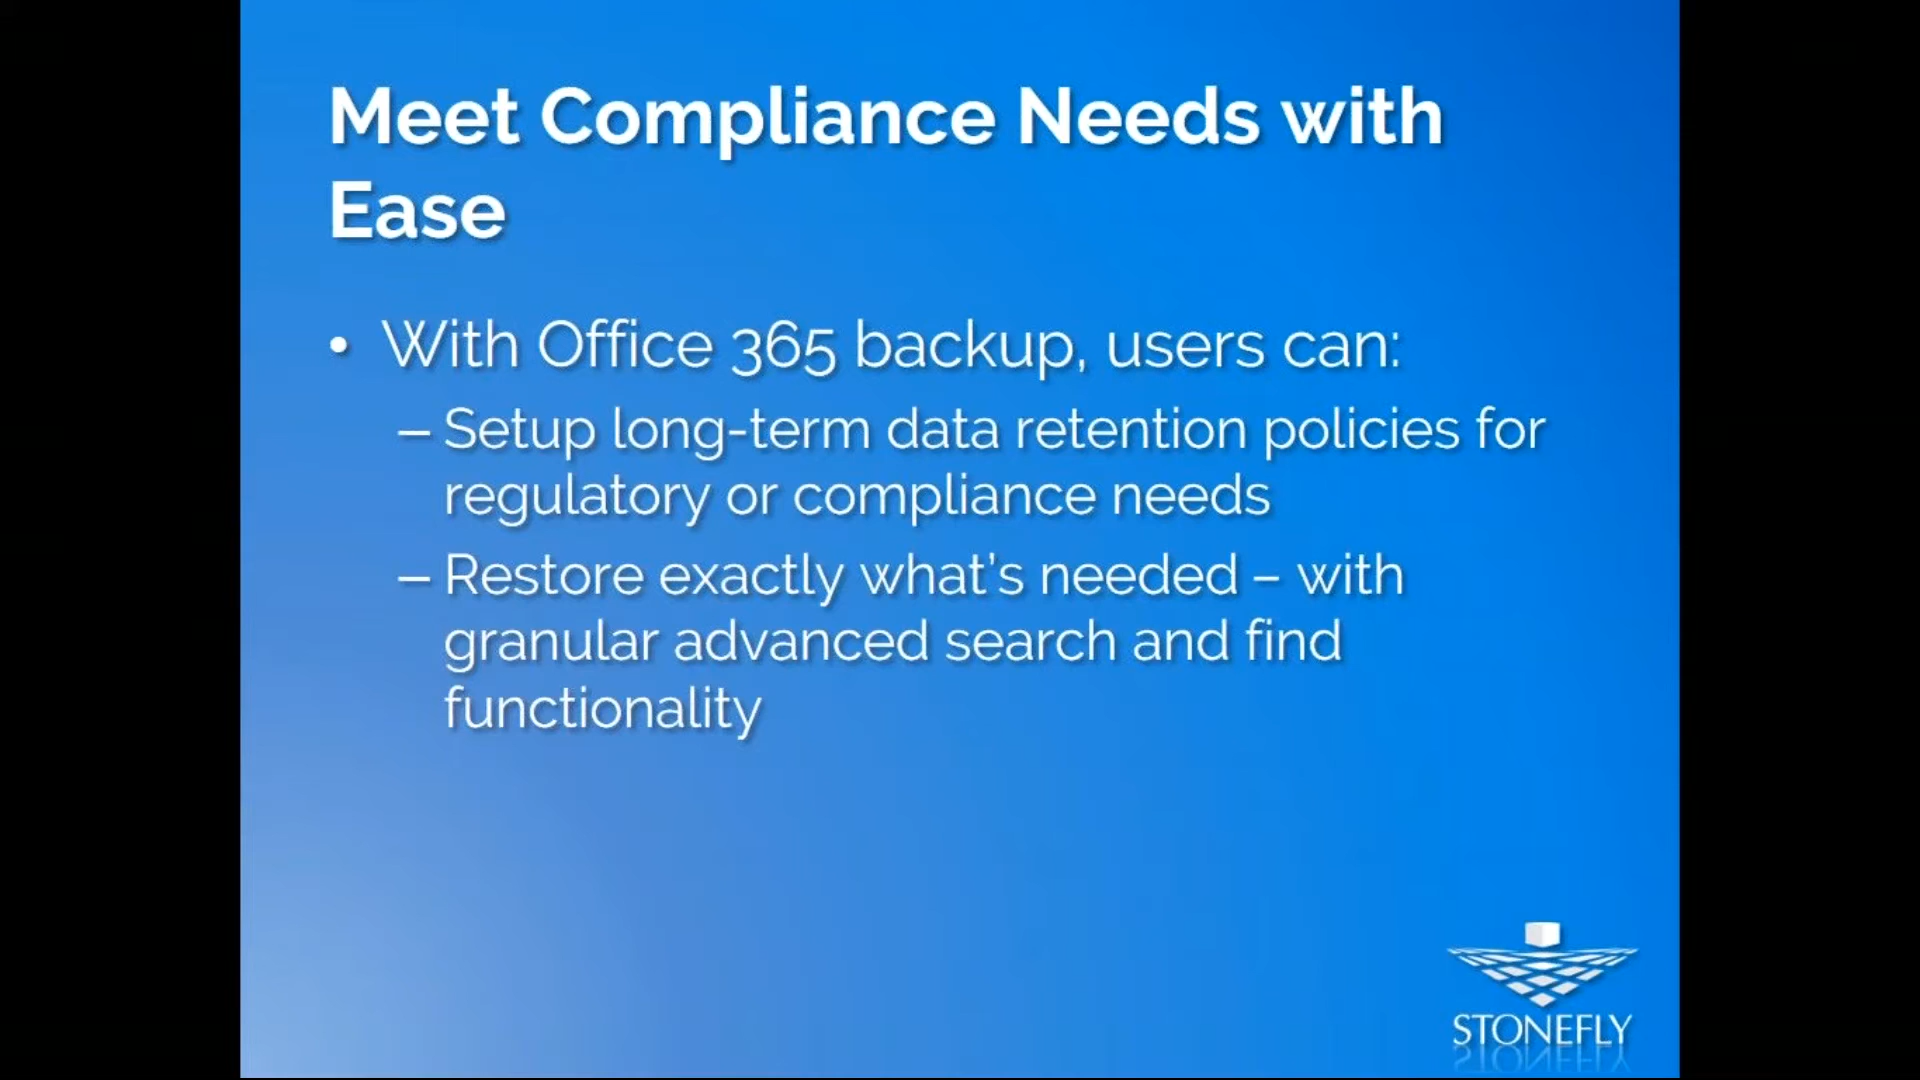 Meet Compliance Needs with
Ease
• With Office 365 backup, users can:
– Setup long-term data retention policies for
regulatory or compliance needs
– Restore exactly what's needed – with
granular advanced search and find
functionality
STONEFLY